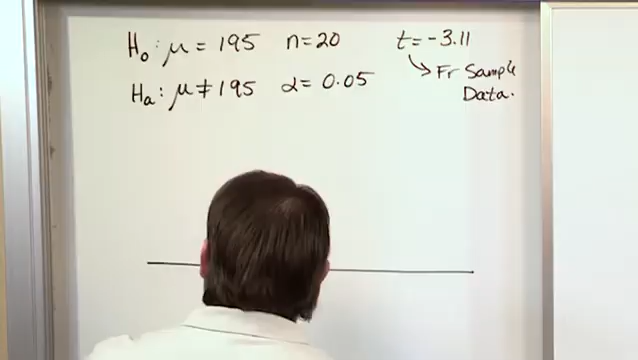 H₀: μ = 195 n=20 t= -3.11
Hₐ: μ ≠ 195 α= 0.05 ↳ Fr Sample
Data.